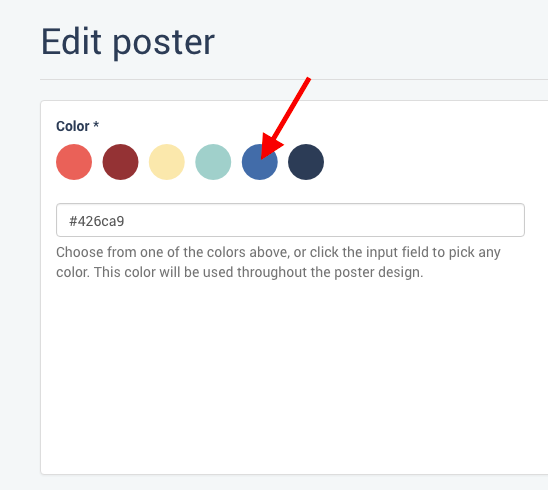 Edit poster
Color *
#426ca9
Choose from one of the colors above, or click the input field to pick any
color. This color will be used throughout the poster design.